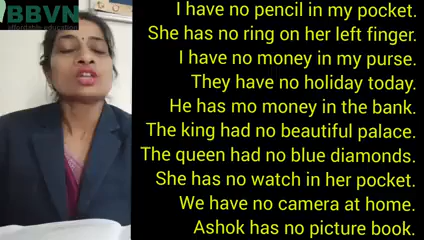 BBVN
affordable education
I have no pencil in my pocket.
She has no ring on her left finger.
I have no money in my purse.
They have no holiday today.
He has mo money in the bank.
The king had no beautiful palace.
The queen had no blue diamonds.
She has no watch in her pocket.
We have no camera at home.
Ashok has no picture book.